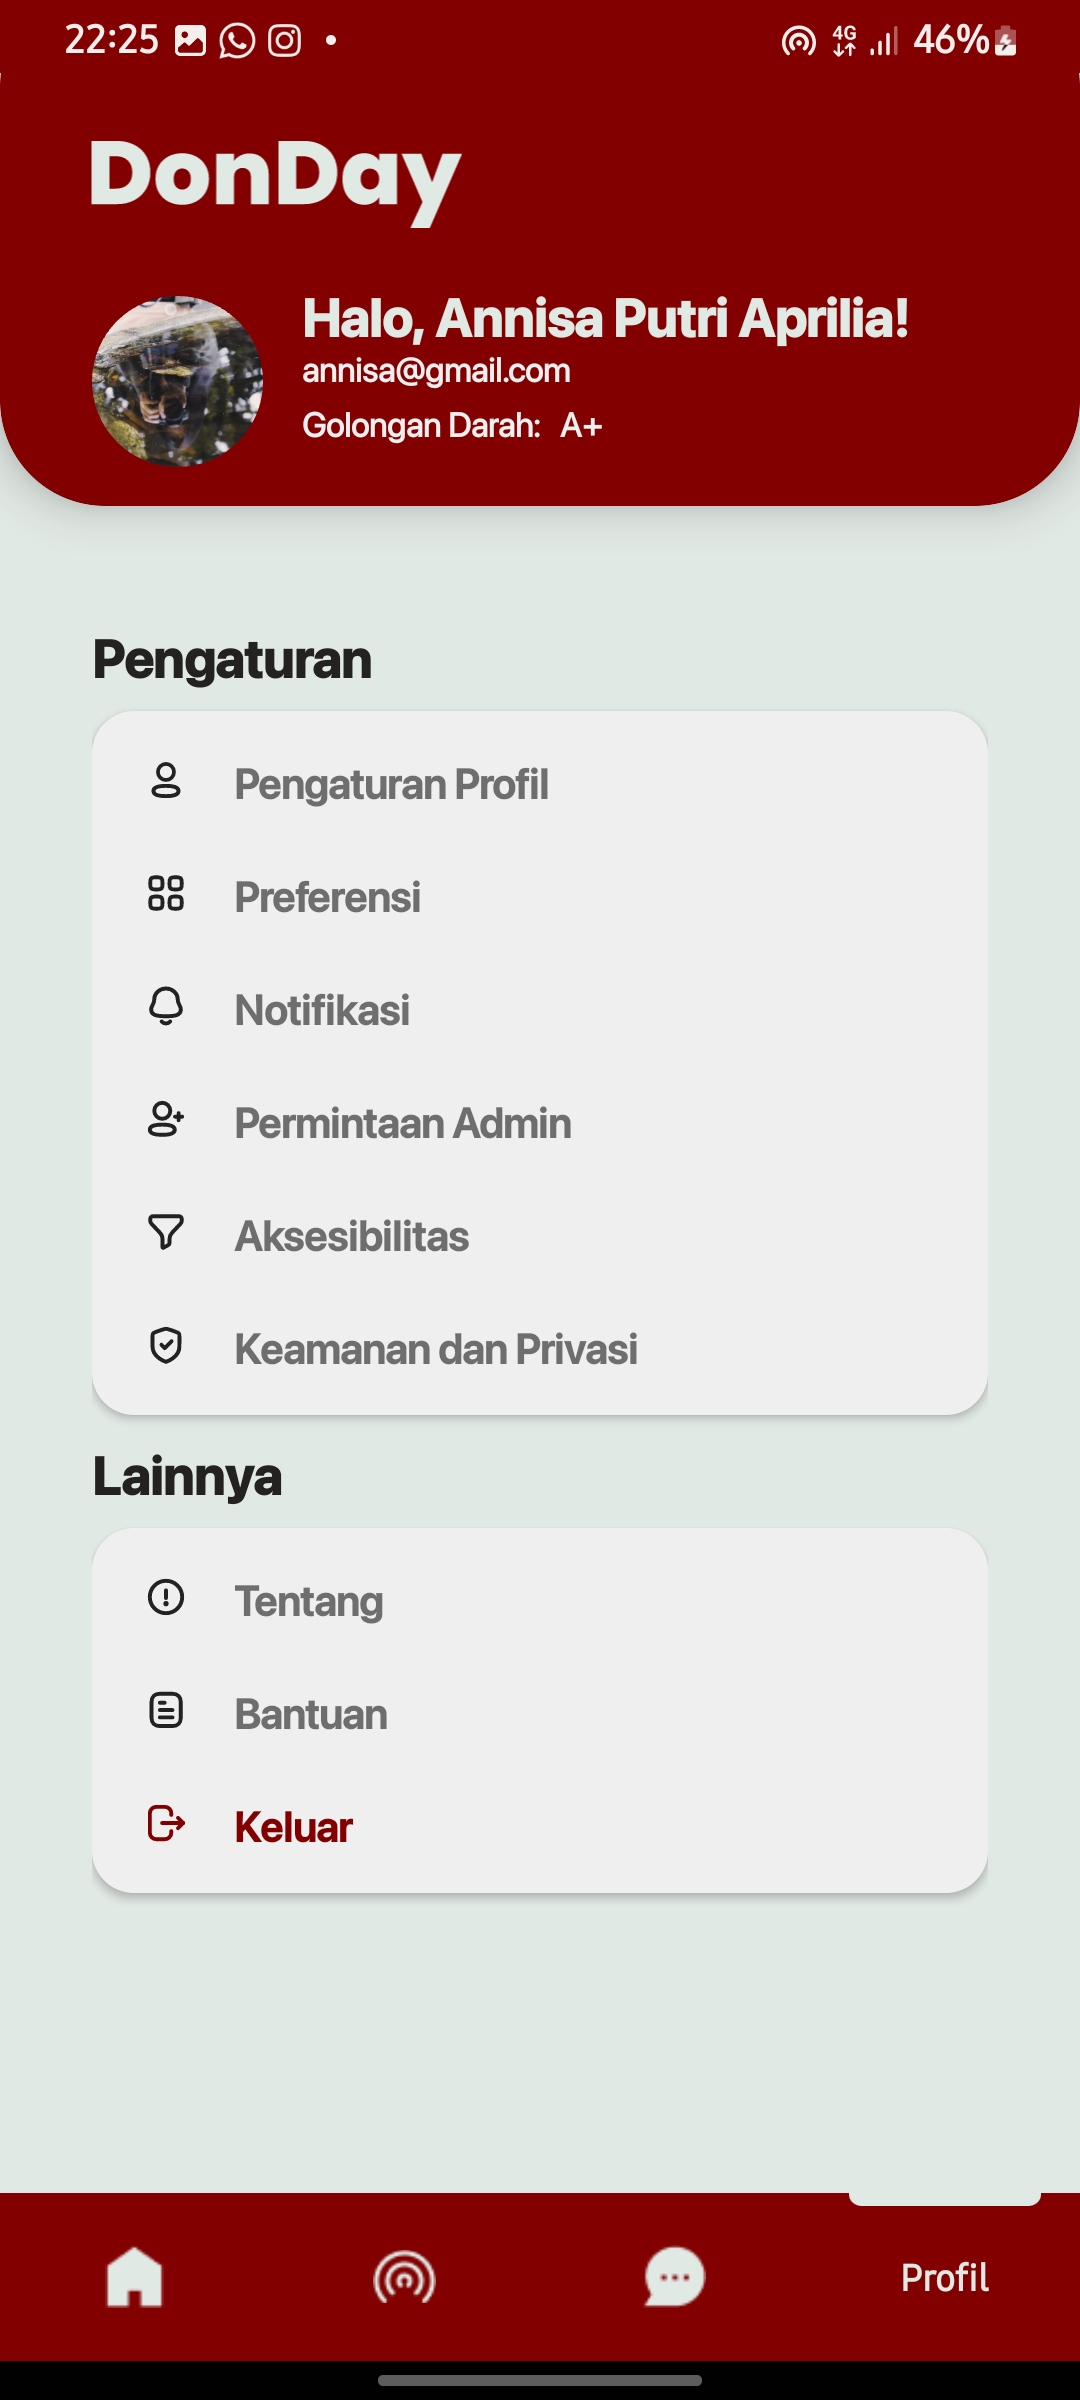 22:25
4G
46%
DonDay
Halo, Annisa Putri Aprilia!
annisa@gmail.com
Golongan Darah: A+
Pengaturan
Pengaturan Profil
Preferensi
Notifikasi
Permintaan Admin
Aksesibilitas
Keamanan dan Privasi
Lainnya
Tentang
Bantuan
Keluar
Profil